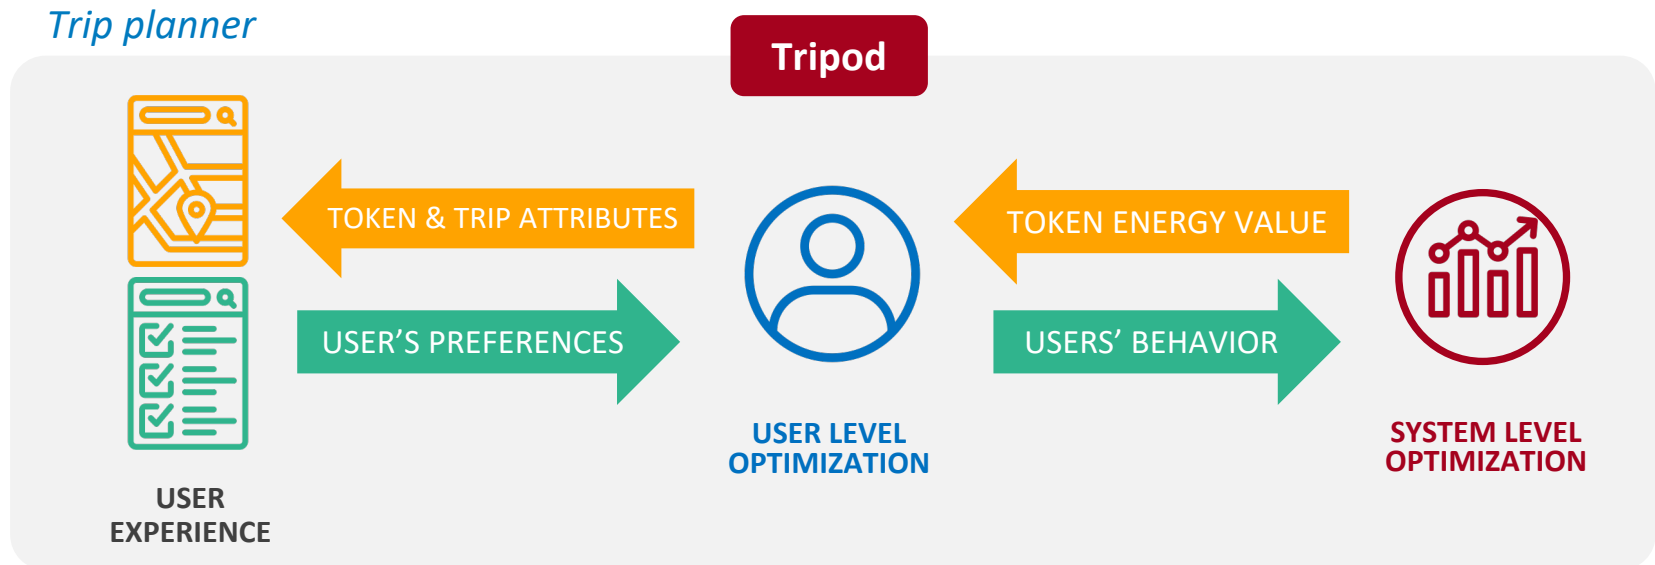 Trip planner
Tripod
TOKEN & TRIP ATTRIBUTES
TOKEN ENERGY VALUE
USER’S PREFERENCES
USERS’ BEHAVIOR
USER LEVEL
OPTIMIZATION
SYSTEM LEVEL
OPTIMIZATION
USER
EXPERIENCE